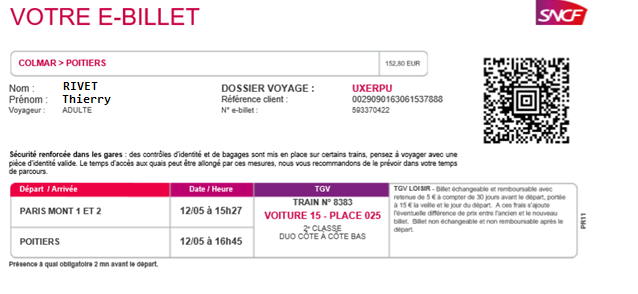 VOTRE E-BILLET
SNCF
COLMAR > POITIERS
152,80 EUR
Nom : RIVET
Prénom : Thierry
Voyageur : ADULTE
DOSSIER VOYAGE : UXERPU
Référence client : 0029090163061537888
N° e-billet : 593370422
Sécurité renforcée dans les gares : des contrôles d'identité et de bagages sont mis en place sur certains trains, pensez à voyager avec une
pièce d'identité valide. Le temps d'accès aux quais peut être allongé par ces mesures, nous vous recommandons de le prévoir dans votre temps
de parcours.
Départ / Arrivée
Date / Heure
TGV
PARIS MONT 1 ET 2
12/05 à 15h27
POITIERS
12/05 à 16h45
TRAIN N° 8383
VOITURE 15 - PLACE 025
2e CLASSE
DUO CÔTE À CÔTE BAS
TGV LOISIR - Billet échangeable et remboursable avec
retenue de 5 € à compter de 30 jours avant le départ, portée
à 15 € la veille et le jour du départ. A ces frais s'ajoute
l'éventuelle différence de prix entre l'ancien et le nouveau
billet. Billet non échangeable et non remboursable après le
départ.
PR11
Présence à quai obligatoire 2 mn avant le départ.